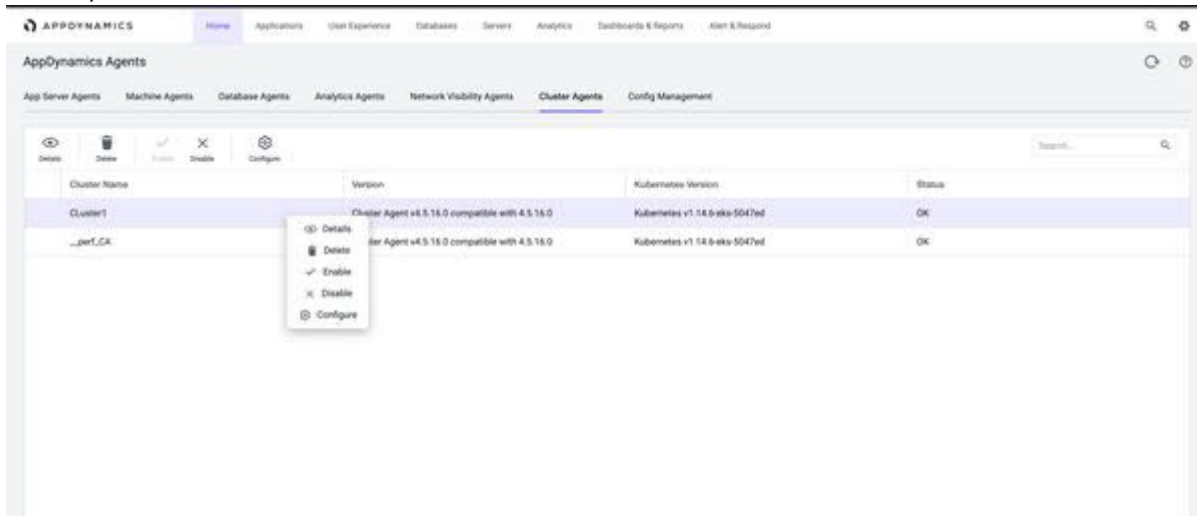 APPDYNAMICS Home Applications User Experience Databases Servers Analytics Dashboards & Reports Alert & Respond
AppDynamics Agents
App Server Agents Machine Agents Database Agents Analytics Agents Network Visibility Agents Cluster Agents Config Management
Details Delete Enable Disable Configure Search...
Cluster Name Version Kubernetes Version Status
CLuster1 Cluster Agent v4.5.16.0 compatible with 4.5.16.0 Kubernetes v1.14.6-eks-5047ed OK
__perf_CA ter Agent v4.5.16.0 compatible with 4.5.16.0 Kubernetes v1.14.6-eks-5047ed OK
Details
Delete
Enable
Disable
Configure